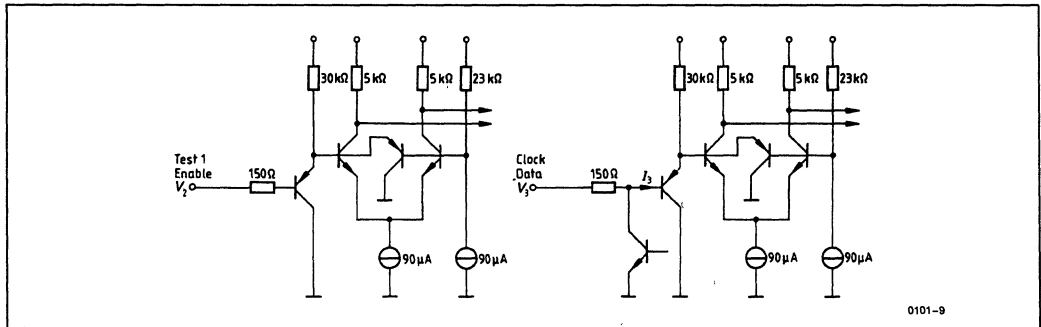 30kΩ 5kΩ 5kΩ 23kΩ
Test 1
Enable
V2
150Ω
90µA 90µA
30kΩ 5kΩ 5kΩ 23kΩ
Clock
Data
V3
150Ω
I3
90µA 90µA
0101-9